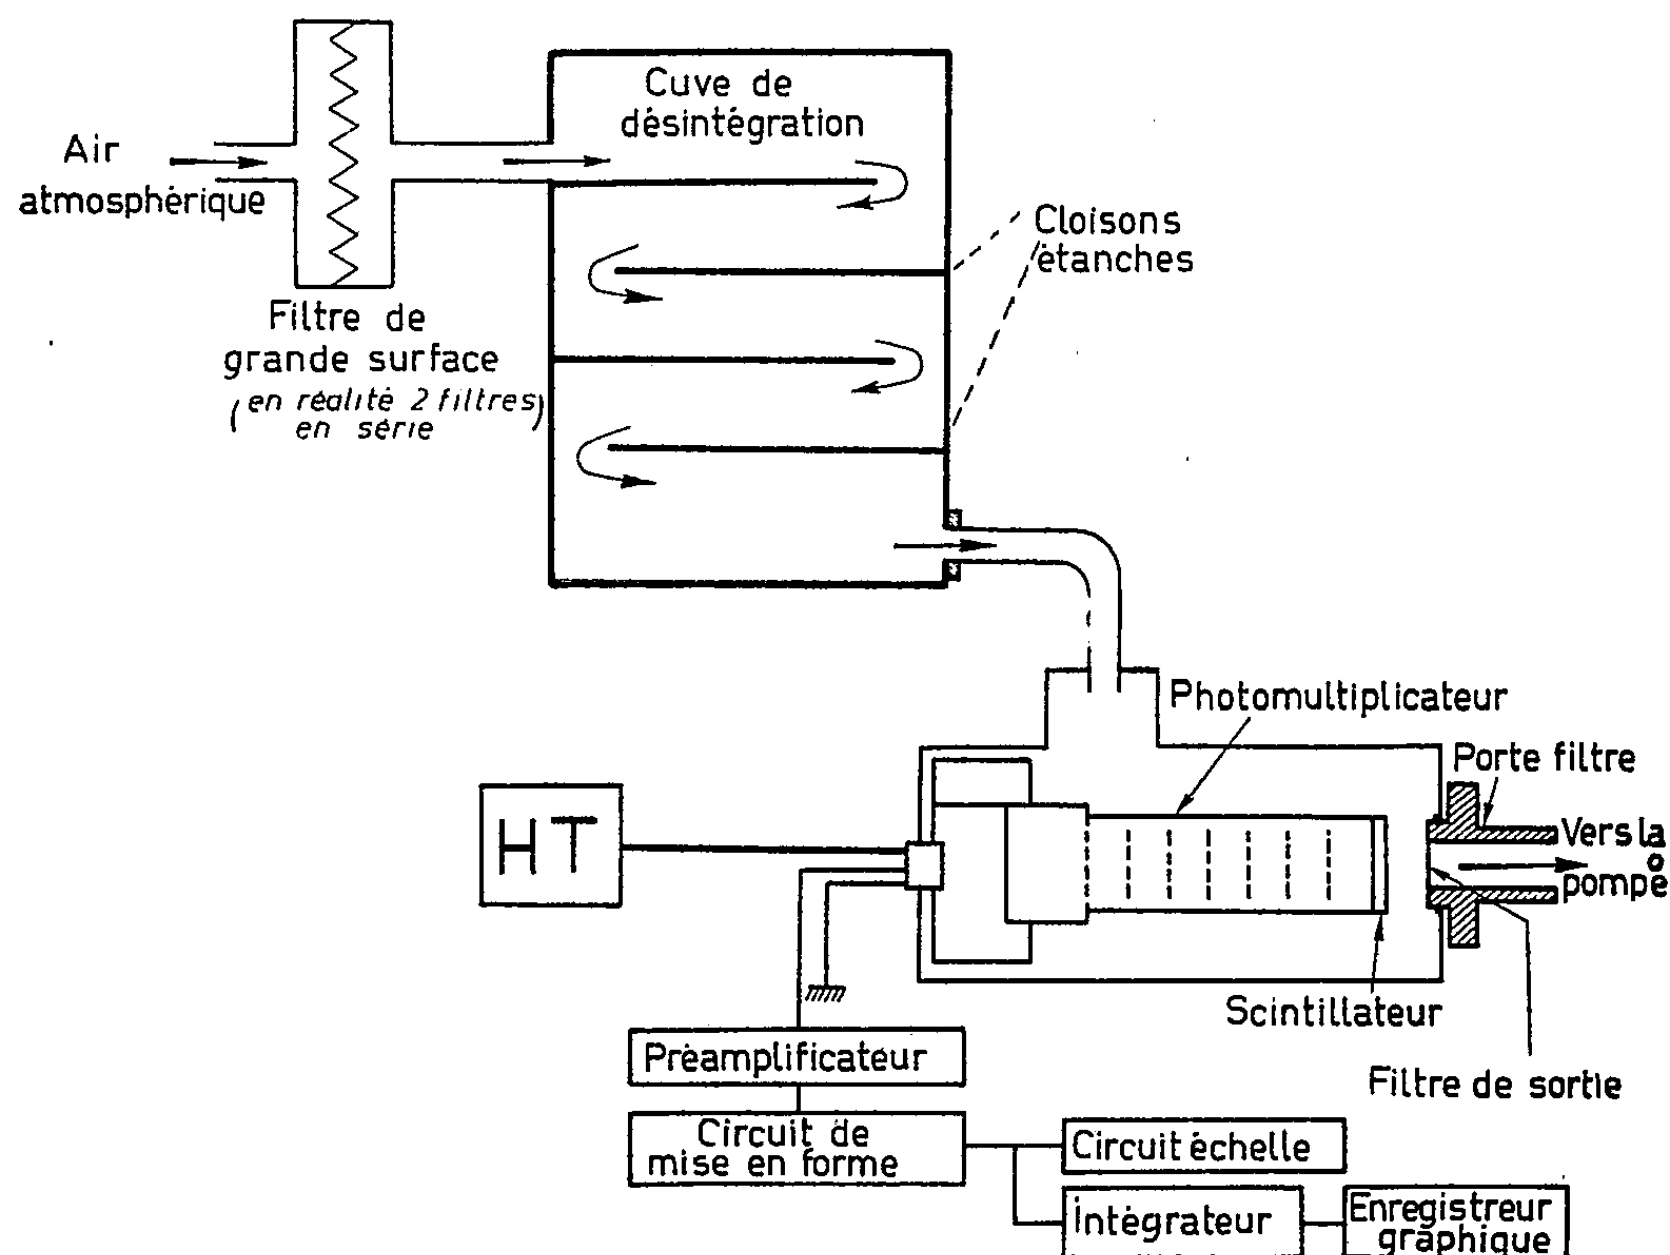 Cuve de
désintégration
Air
atmosphérique
Cloisons
étanches
Filtre de
grande surface
(en réalité 2 filtres)
en série
Photomultiplicateur
Porte filtre
HT
Vers la
pompe
Scintillateur
Filtre de sortie
Préamplificateur
Circuit de
mise en forme
Circuit échelle
Intégrateur
Enregistreur
graphique